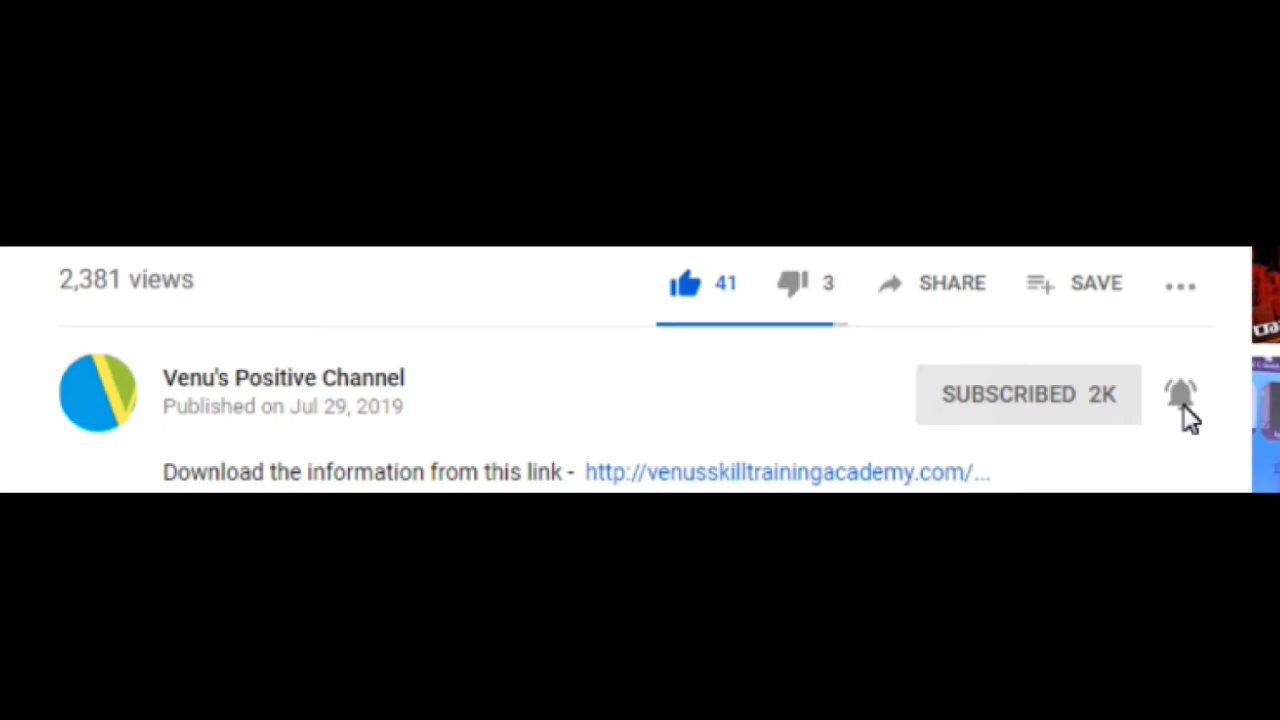 2,381 views
41
3
SHARE
SAVE
Venu's Positive Channel
Published on Jul 29, 2019
SUBSCRIBED 2K
Download the information from this link - http://venusskilltrainingacademy.com/...